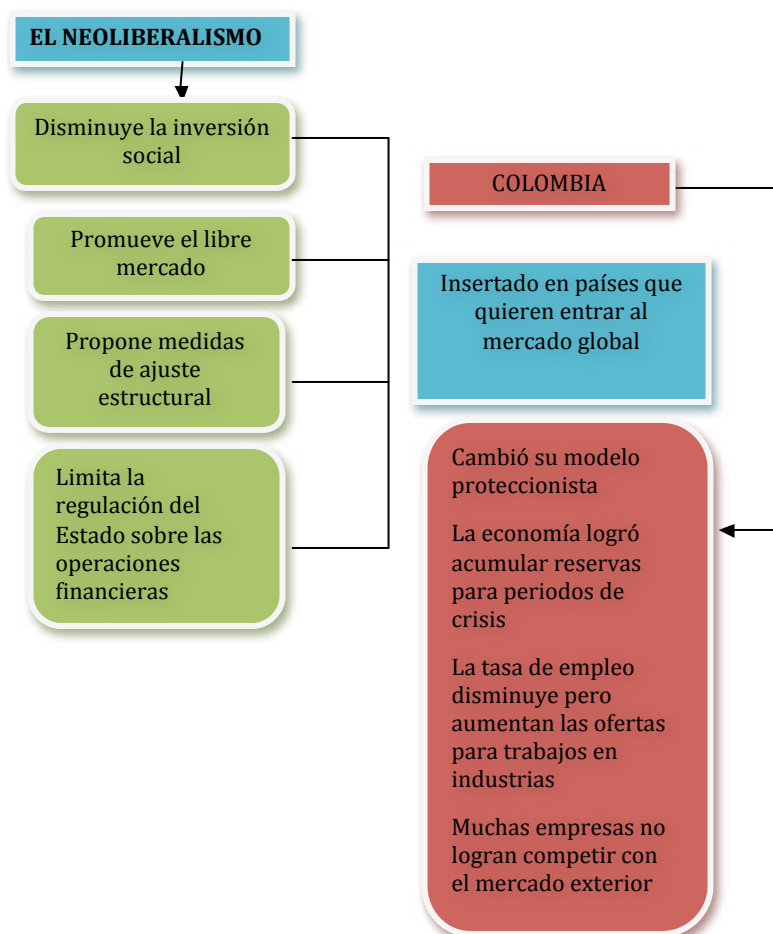 EL NEOLIBERALISMO
Disminuye la inversión
social
Promueve el libre
mercado
Propone medidas
de ajuste
estructural
Limita la
regulación del
Estado sobre las
operaciones
financieras
COLOMBIA
Insertado en países que
quieren entrar al
mercado global
Cambió su modelo
proteccionista
La economía logró
acumular reservas
para periodos de
crisis
La tasa de empleo
disminuye pero
aumentan las ofertas
para trabajos en
industrias
Muchas empresas no
logran competir con
el mercado exterior